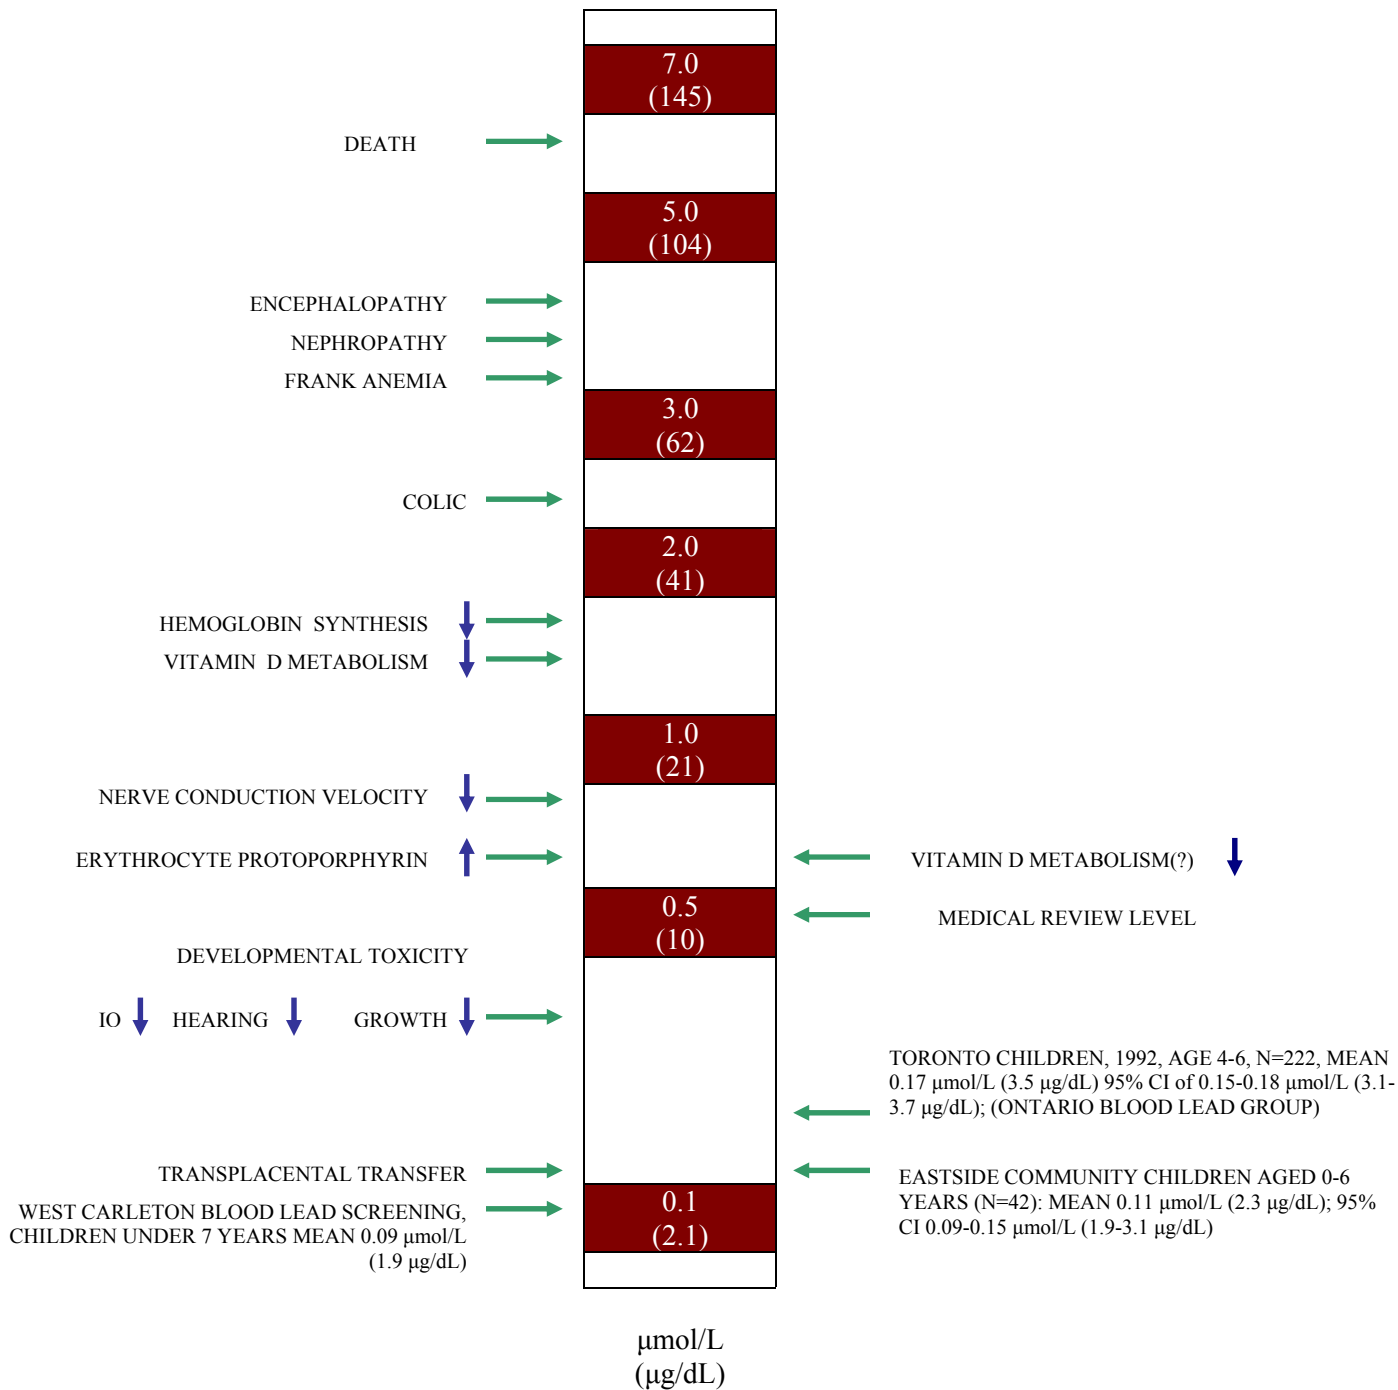 7.0
(145)
DEATH
5.0
(104)
ENCEPHALOPATHY
NEPHROPATHY
FRANK ANEMIA
3.0
(62)
COLIC
2.0
(41)
HEMOGLOBIN SYNTHESIS
VITAMIN D METABOLISM
1.0
(21)
NERVE CONDUCTION VELOCITY
ERYTHROCYTE PROTOPORPHYRIN
VITAMIN D METABOLISM(?)
0.5
(10)
MEDICAL REVIEW LEVEL
DEVELOPMENTAL TOXICITY
IO HEARING GROWTH
TORONTO CHILDREN, 1992, AGE 4-6, N=222, MEAN
0.17 μmol/L (3.5 μg/dL) 95% CI of 0.15-0.18 μmol/L (3.1-
3.7 μg/dL); (ONTARIO BLOOD LEAD GROUP)
TRANSPLACENTAL TRANSFER
EASTSIDE COMMUNITY CHILDREN AGED 0-6
YEARS (N=42): MEAN 0.11 μmol/L (2.3 μg/dL); 95%
CI 0.09-0.15 μmol/L (1.9-3.1 μg/dL)
0.1
(2.1)
WEST CARLETON BLOOD LEAD SCREENING,
CHILDREN UNDER 7 YEARS MEAN 0.09 μmol/L
(1.9 μg/dL)
μmol/L
(μg/dL)